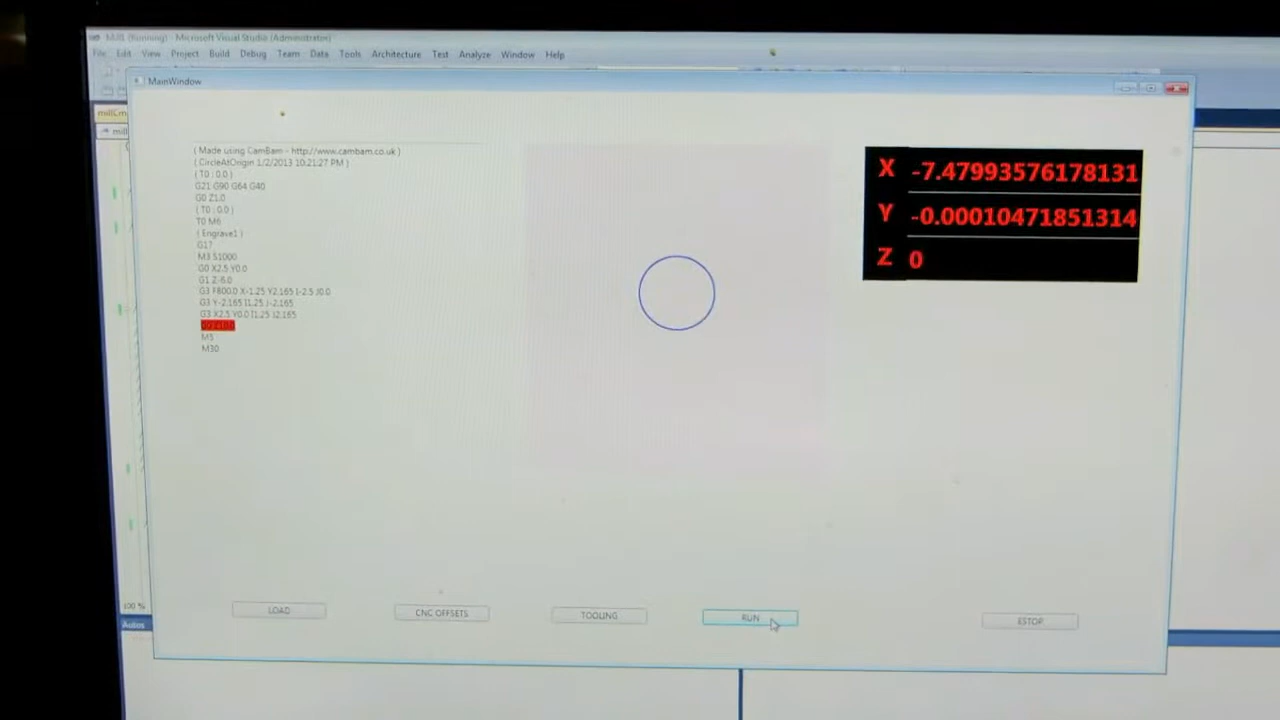 Mill1 (Running) - Microsoft Visual Studio (Administrator)
File Edit View Project Build Debug Team Data Tools Architecture Test Analyze Window Help
MainWindow
( Made using CamBam - http://www.cambam.co.uk )
( CircleAtOrigin 1/2/2013 10:21:27 PM )
( T0 : 0.0 )
G21 G90 G64 G40
G0 Z1.0
( T0 : 0.0 )
T0 M6
( Engrave1 )
G17
M3 S1000
G0 X2.5 Y0.0
G1 Z-6.0
G3 F800.0 X-1.25 Y2.165 I-2.5 J0.0
G3 Y-2.165 I1.25 J-2.165
G3 X2.5 Y0.0 I1.25 J2.165
M5
M30
X -7.47993576178131
Y -0.00010471851314
Z 0
LOAD
CNC OFFSETS
TOOLING
RUN
ESTOP
100 %
Autos